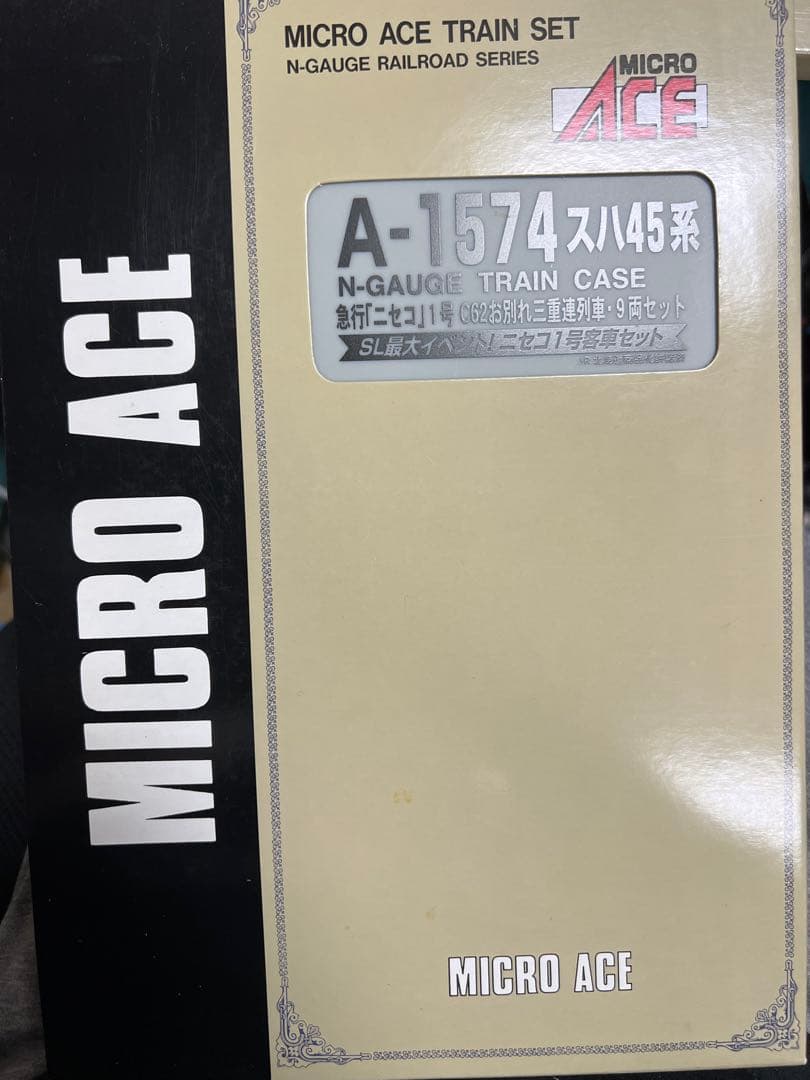 MICRO ACE TRAIN SET
N-GAUGE RAILROAD SERIES
MICRO
ACE
A-1574 スハ45系
N-GAUGE TRAIN CASE
急行「ニセコ」1号 C62お別れ三重連列車・9両セット
SL最大イベント!ニセコ1号客車セット
MICRO ACE
MICRO ACE